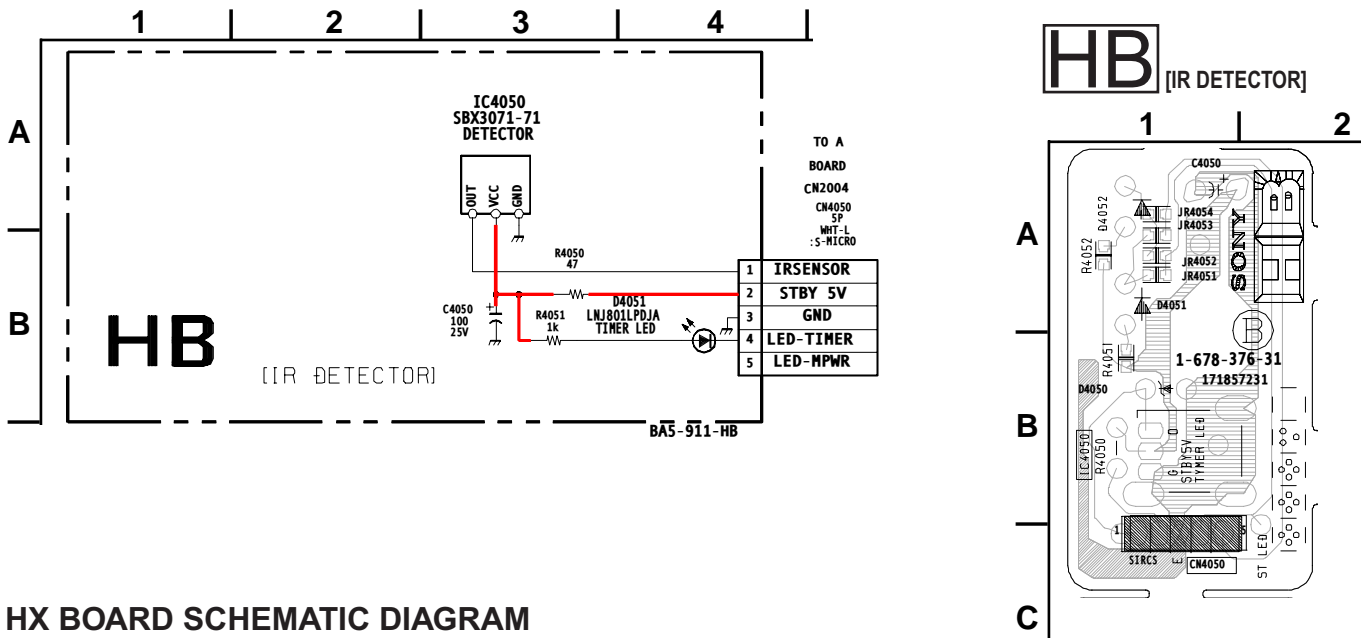 1 2 3 4
A
B
IC4050
SBX3071-71
DETECTOR
OUT
VCC
GND
TO A
BOARD
CN2004
CN4050
5P
WHT-L
:S-MICRO
R4050
47
1 IRSENSOR
2 STBY 5V
3 GND
4 LED-TIMER
5 LED-MPWR
C4050
100
25V
+
R4051
1k
D4051
LNJ801LPDJA
TIMER LED
HB
[IR DETECTOR]
BA5-911-HB
HB [IR DETECTOR]
1 2
A
B
C
C4050
+
D4052
R4052
JR4054
JR4053
JR4052
JR4051
SONY
D4051
B
R4051
1-678-376-31
171857231
D4050
IC4050
R4050
G
O
STBY5V
TYMER LED
1
SIRCS
E
CN4050
ST LED
HX BOARD SCHEMATIC DIAGRAM